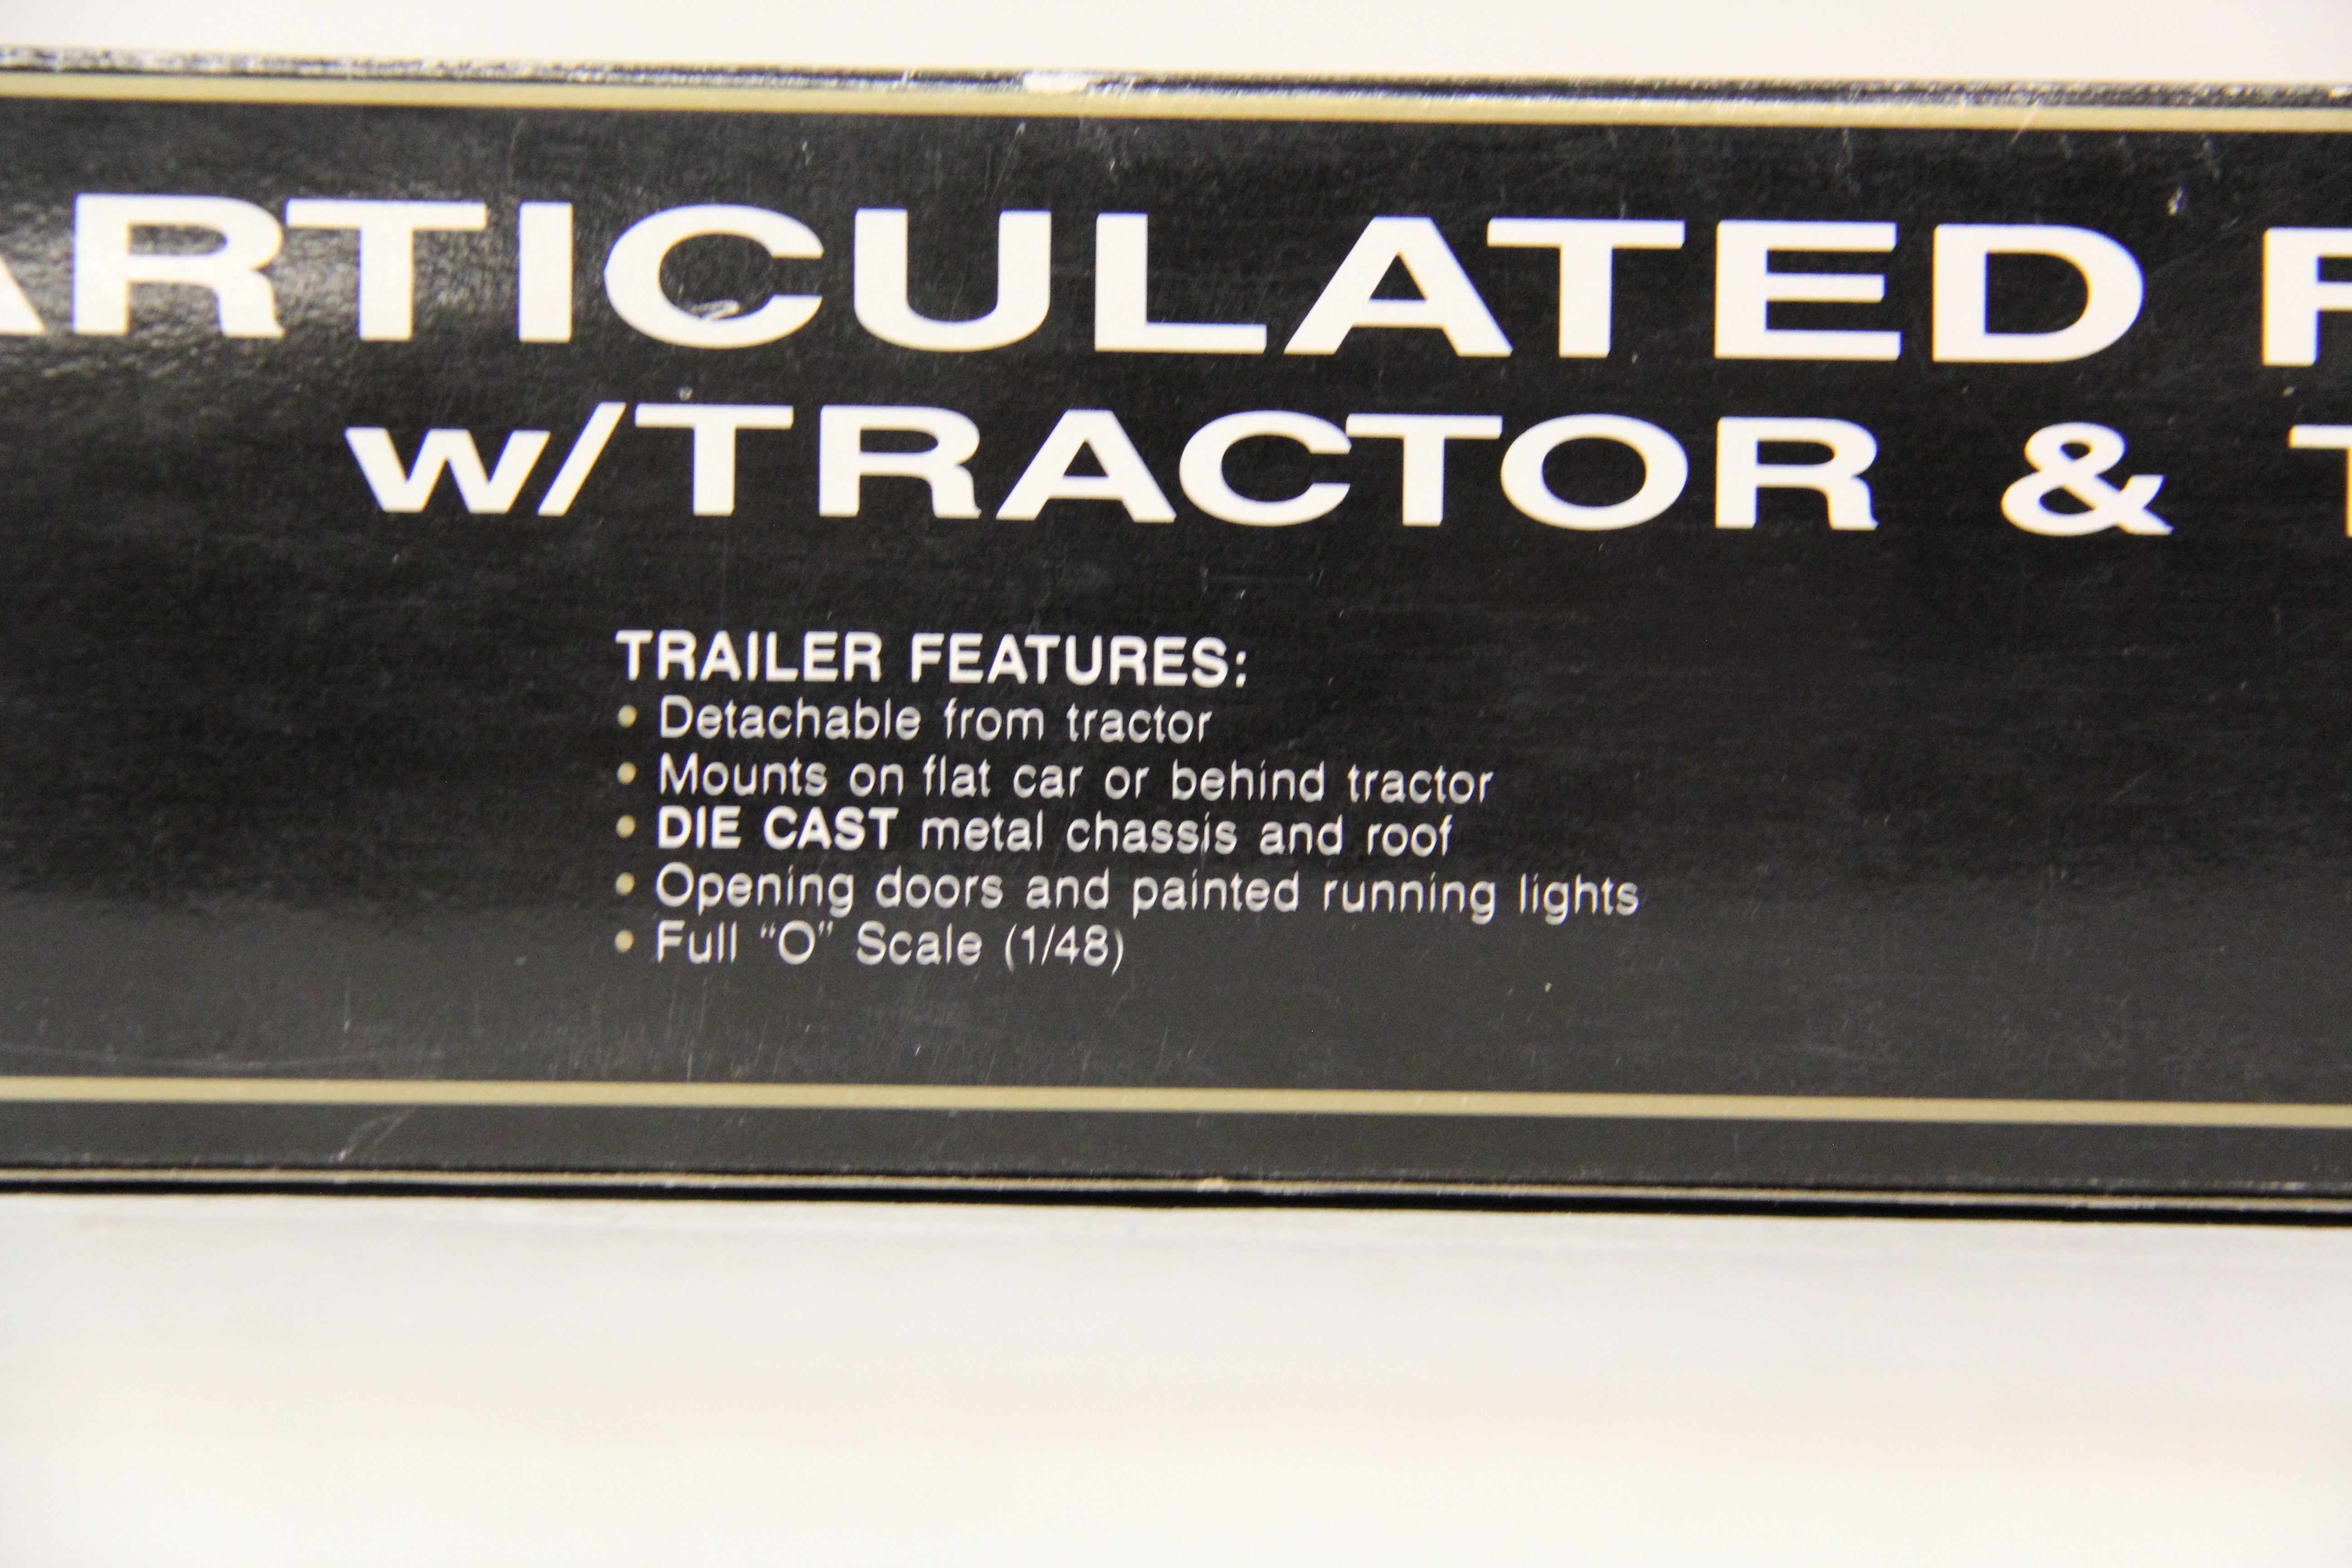 ARTICULATED
w/TRACTOR &
TRAILER FEATURES:
• Detachable from tractor
• Mounts on flat car or behind tractor
• DIE CAST metal chassis and roof
• Opening doors and painted running lights
• Full “O” Scale (1/48)